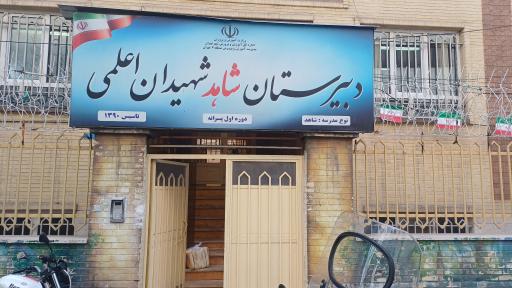 دبیرستان شاهد شهیدان اعلمی
نوع مدرسه : شاهد
دوره اول پسرانه
تاسیس ۱۳۹۰